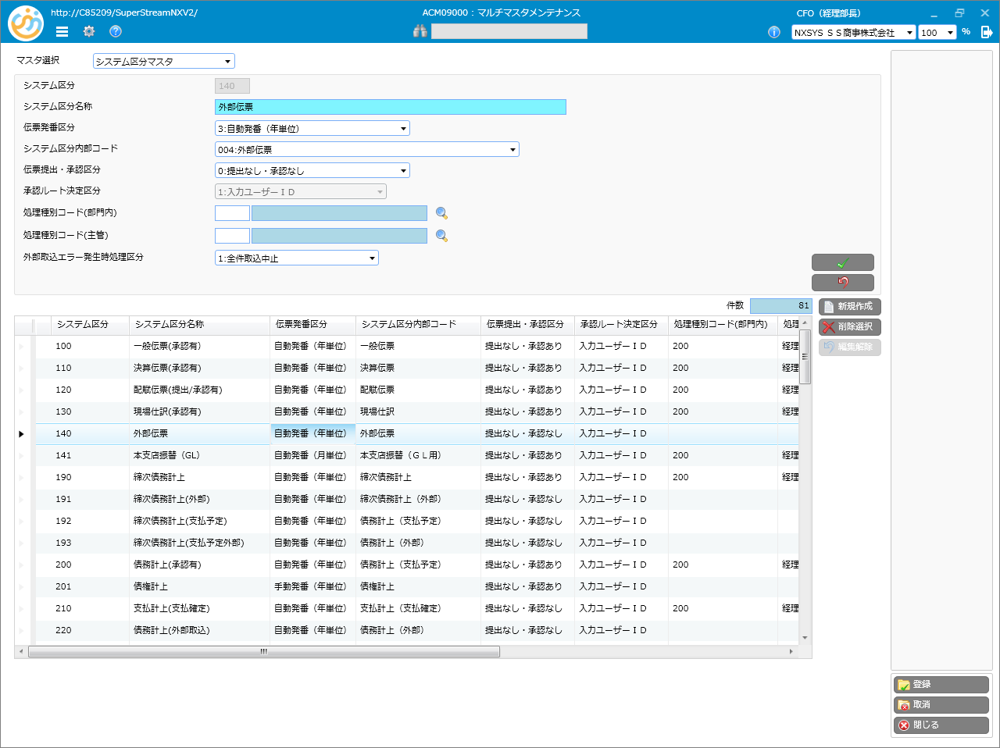 http://C85209/SuperStreamNXV2/
ACM09000 : マルチマスタメンテナンス
CFO（経理部長）
NXSYS ＳＳ商事株式会社
100
%
マスタ選択
システム区分マスタ
システム区分
140
システム区分名称
外部伝票
伝票発番区分
3:自動発番（年単位）
システム区分内部コード
004:外部伝票
伝票提出・承認区分
0:提出なし・承認なし
承認ルート決定区分
1:入力ユーザーＩＤ
処理種別コード(部門内)
処理種別コード(主管)
外部取込エラー発生時処理区分
1:全件取込中止
件数 81
新規作成
削除選択
編集解除
システム区分 システム区分名称 伝票発番区分 システム区分内部コード 伝票提出・承認区分 承認ルート決定区分 処理種別コード(部門内) 処理
100 一般伝票(承認有) 自動発番（年単位） 一般伝票 提出なし・承認あり 入力ユーザーＩＤ 200 経理
110 決算伝票(承認有) 自動発番（年単位） 決算伝票 提出なし・承認あり 入力ユーザーＩＤ 200 経理
120 配賦伝票(提出/承認有) 自動発番（年単位） 配賦伝票 提出なし・承認あり 入力ユーザーＩＤ 200 経理
130 現場仕訳(承認有) 自動発番（年単位） 現場仕訳 提出なし・承認あり 入力ユーザーＩＤ 200 経理
140 外部伝票 自動発番（年単位） 外部伝票 提出なし・承認なし 入力ユーザーＩＤ
141 本支店振替（GL） 自動発番（月単位） 本支店振替（ＧＬ用） 提出なし・承認あり 入力ユーザーＩＤ 200 経理
190 締次債務計上 自動発番（年単位） 締次債務計上 提出なし・承認あり 入力ユーザーＩＤ 200 経理
191 締次債務計上(外部) 自動発番（年単位） 締次債務計上（外部） 提出なし・承認なし 入力ユーザーＩＤ
192 締次債務計上(支払予定) 自動発番（年単位） 債務計上（支払予定） 提出なし・承認なし 入力ユーザーＩＤ
193 締次債務計上(支払予定外部) 自動発番（年単位） 債務計上（外部） 提出なし・承認なし 入力ユーザーＩＤ
200 債務計上(承認有) 自動発番（年単位） 債務計上（支払予定） 提出なし・承認あり 入力ユーザーＩＤ 200 経理
201 債権計上 手動発番（年単位） 債権計上 提出なし・承認あり 入力ユーザーＩＤ
210 支払計上(支払確定) 自動発番（年単位） 支払計上（支払確定） 提出なし・承認なし 入力ユーザーＩＤ 200 経理
220 債務計上(外部取込) 自動発番（年単位） 債務計上（外部） 提出なし・承認なし 入力ユーザーＩＤ
登録
取消
閉じる